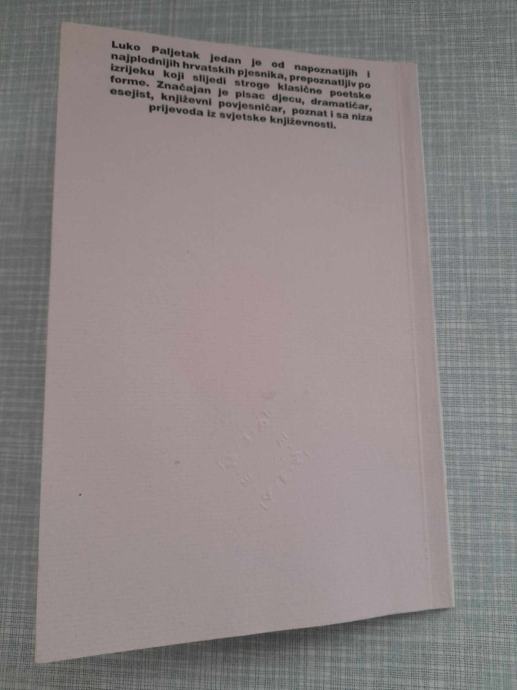 Luko Paljetak jedan je od napoznatijih i
najplodnijih hrvatskih pjesnika, prepoznatljiv po
izrijeku koji slijedi stroge klasične poetske
forme. Značajan je pisac djecu, dramatičar,
esejist, književni povjesničar, poznat i sa niza
prijevoda iz svjetske književnosti.